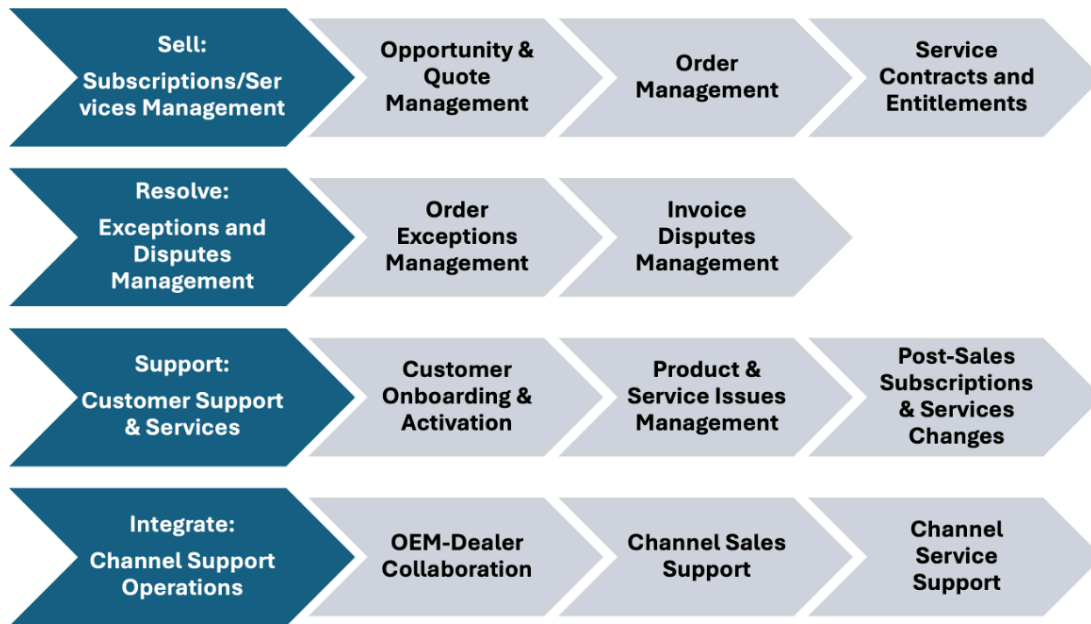 Sell:
Subscriptions/Ser
vices Management
Opportunity &
Quote
Management
Order
Management
Service
Contracts and
Entitlements
Resolve:
Exceptions and
Disputes
Management
Order
Exceptions
Management
Invoice
Disputes
Management
Support:
Customer Support
& Services
Customer
Onboarding &
Activation
Product &
Service Issues
Management
Post-Sales
Subscriptions
& Services
Changes
Integrate:
Channel Support
Operations
OEM-Dealer
Collaboration
Channel Sales
Support
Channel
Service
Support